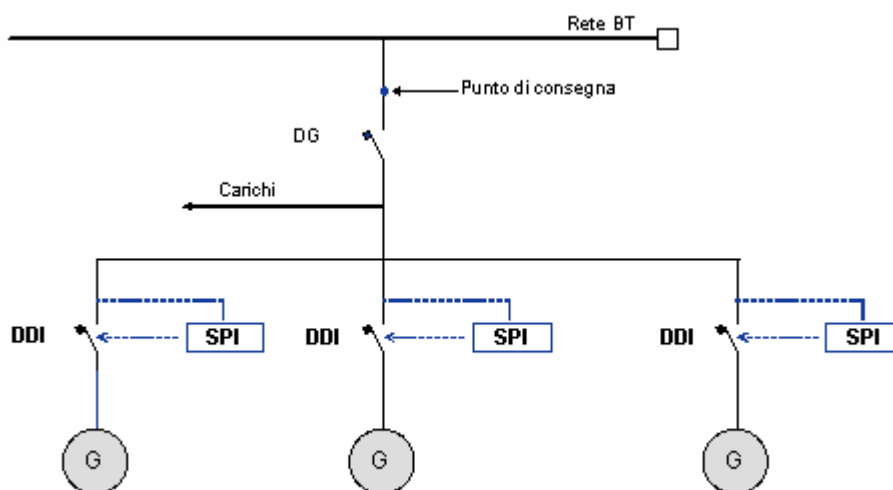 Rete BT
Punto di consegna
DG
Carichi
DDI
SPI
DDI
SPI
DDI
SPI
G
G
G